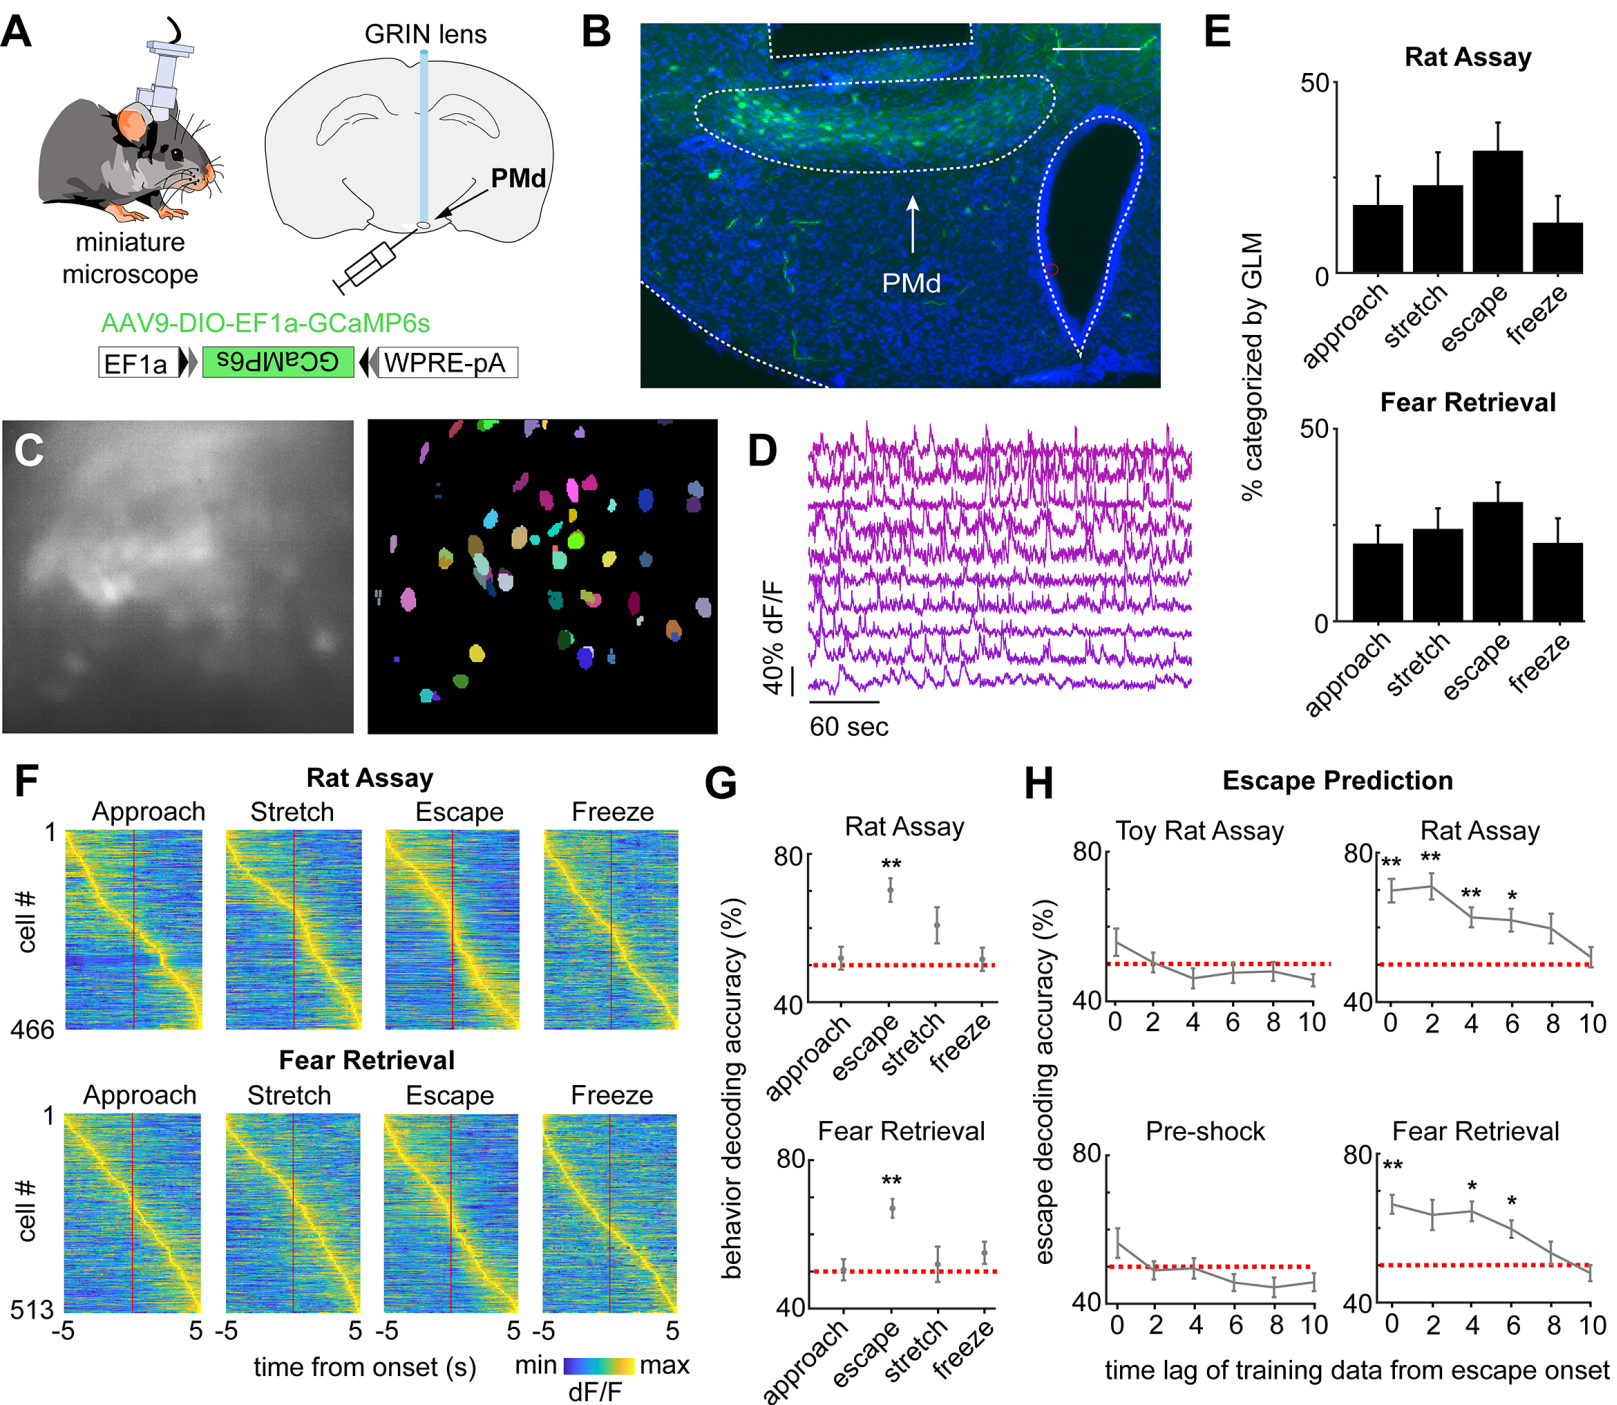 A
GRIN lens
PMd
miniature
microscope
AAV9-DIO-EF1a-GCaMP6s
EF1a
GCaMP6s
WPRE-pA
B
PMd
C
D
40% dF/F
60 sec
E
Rat Assay
50
0
approach
stretch
escape
freeze
% categorized by GLM
Fear Retrieval
50
0
approach
stretch
escape
freeze
F
Rat Assay
Approach
Stretch
Escape
Freeze
1
cell #
466
Fear Retrieval
Approach
Stretch
Escape
Freeze
1
cell #
513
-5
5
-5
5
-5
5
-5
5
time from onset (s)
min
max
dF/F
G
Rat Assay
80
**
40
approach
escape
stretch
freeze
behavior decoding accuracy (%)
Fear Retrieval
80
**
40
approach
escape
stretch
freeze
H
Escape Prediction
Toy Rat Assay
80
40
0 2 4 6 8 10
Rat Assay
80
** ** ** *
40
0 2 4 6 8 10
escape decoding accuracy (%)
Pre-shock
80
40
0 2 4 6 8 10
Fear Retrieval
80
** * *
40
0 2 4 6 8 10
time lag of training data from escape onset